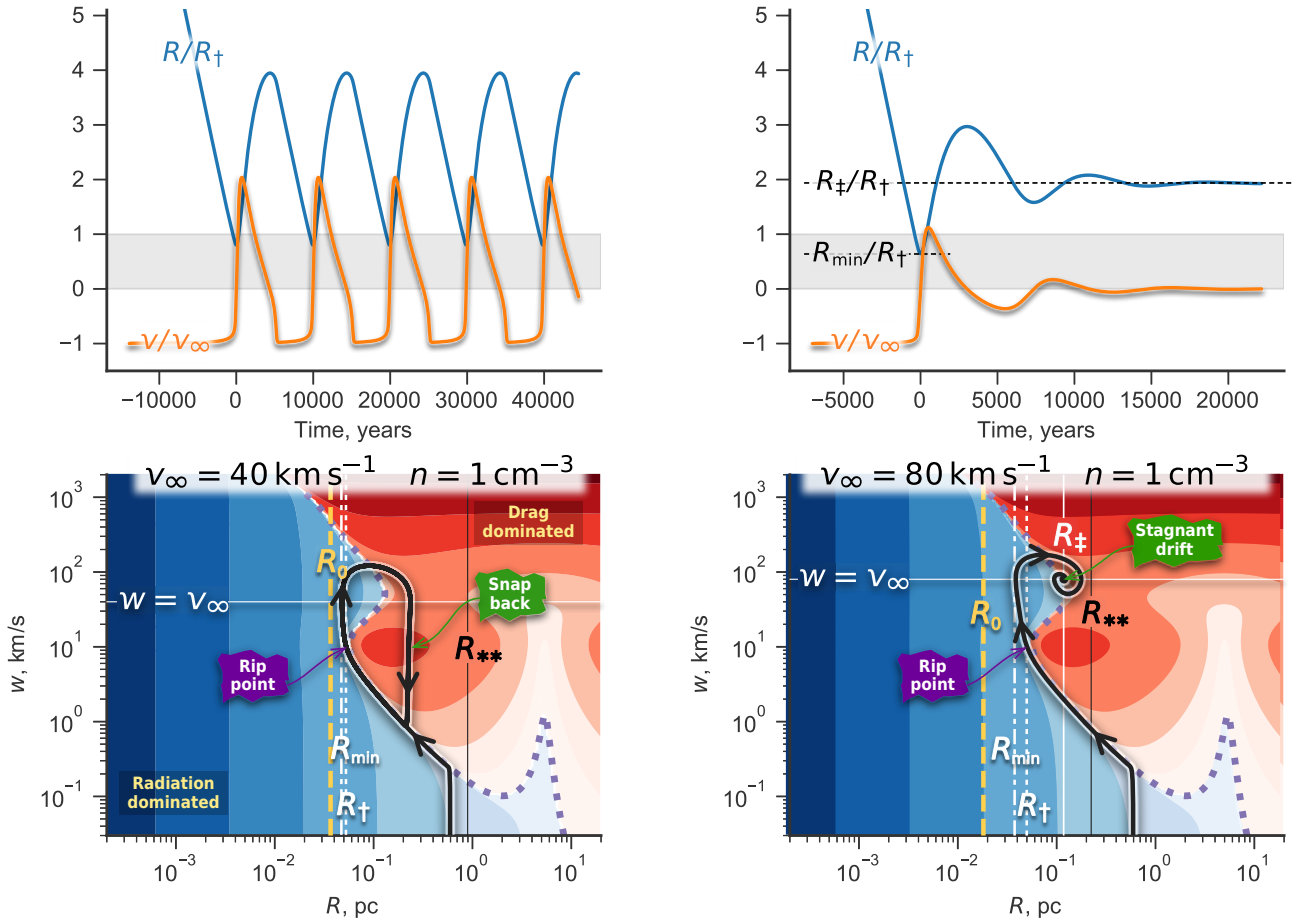 5
4
3
2
1
0
−1
R/R†
v/v∞
−10000 0 10000 20000 30000 40000
Time, years
5
4
3
2
1
0
−1
R/R†
R‡/R†
Rmin/R†
v/v∞
−5000 0 5000 10000 15000 20000
Time, years
v∞ = 40 km s⁻¹ n = 1 cm⁻³
10³
10²
10¹
10⁰
10⁻¹
w, km/s
Drag
dominated
R₀
w = v∞
Snap
back
R**
Rip
point
Rmin
R†
Radiation
dominated
10⁻³ 10⁻² 10⁻¹ 10⁰ 10¹
R, pc
v∞ = 80 km s⁻¹ n = 1 cm⁻³
10³
10²
10¹
10⁰
10⁻¹
w, km/s
R‡
Stagnant
drift
w = v∞
R₀
R**
Rip
point
Rmin
R†
10⁻³ 10⁻² 10⁻¹ 10⁰ 10¹
R, pc